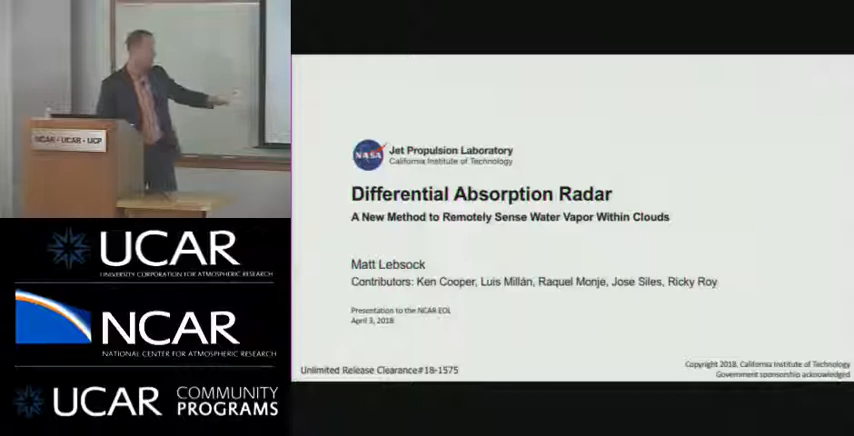 NCAR • UCAR • UCP
UCAR
UNIVERSITY CORPORATION FOR ATMOSPHERIC RESEARCH
NCAR
NATIONAL CENTER FOR ATMOSPHERIC RESEARCH
UCAR COMMUNITY PROGRAMS
NASA
Jet Propulsion Laboratory
California Institute of Technology
Differential Absorption Radar
A New Method to Remotely Sense Water Vapor Within Clouds
Matt Lebsock
Contributors: Ken Cooper, Luis Millán, Raquel Monje, Jose Siles, Ricky Roy
Presentation to the NCAR EOL
April 3, 2018
Unlimited Release Clearance#18-1575
Copyright 2018, California Institute of Technology
Government sponsorship acknowledged